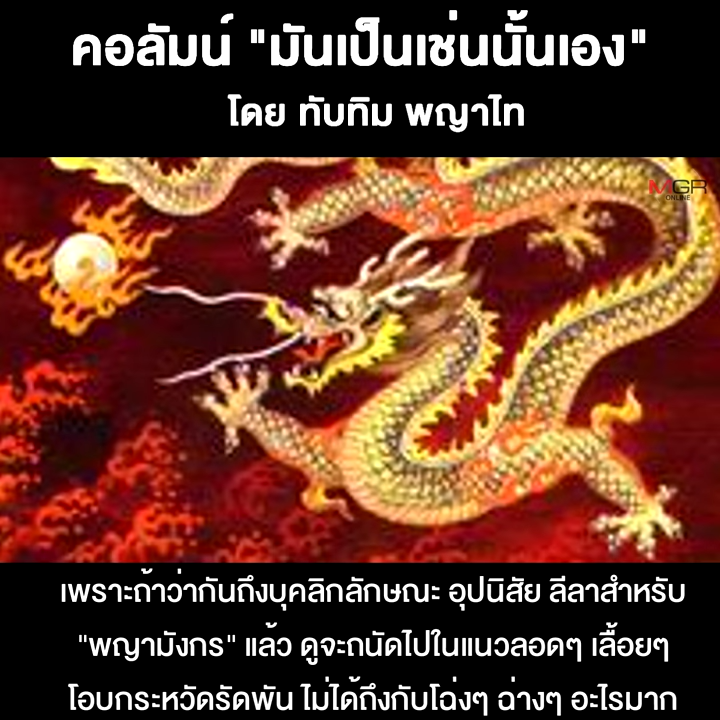 คอลัมน์ "มันเป็นเช่นนั้นเอง"
โดย ทับทิม พญาไท
MGR
ONLINE
เพราะถ้าว่ากันถึงบุคลิกลักษณะ อุปนิสัย ลีลาสำหรับ
"พญามังกร" แล้ว ดูจะถนัดไปในแนวลอดๆ เลื้อยๆ
โอบกระหวัดรัดพัน ไม่ได้ถึงกับโฉ่งๆ ฉ่างๆ อะไรมาก